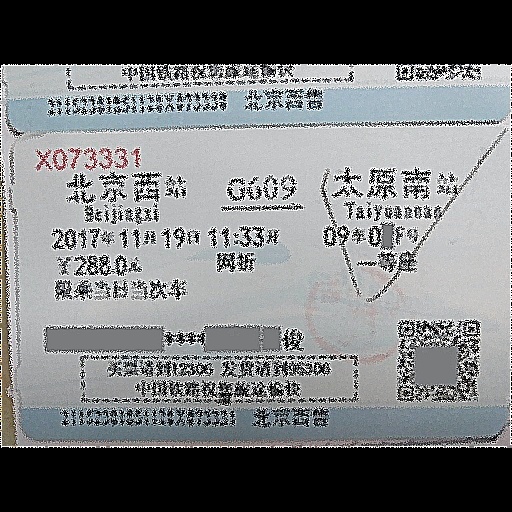 中国铁路祝您旅途愉快
北京西售
X073331
北京西站 G609 太原南站
Beijingxi Taiyuannan
2017年11月19日 11:33开 09车0 F号
￥288.0元 网折 一等座
限乘当日当次车
****俊
买票请到12306 发货请到95306
中国铁路祝您旅途愉快
北京西售